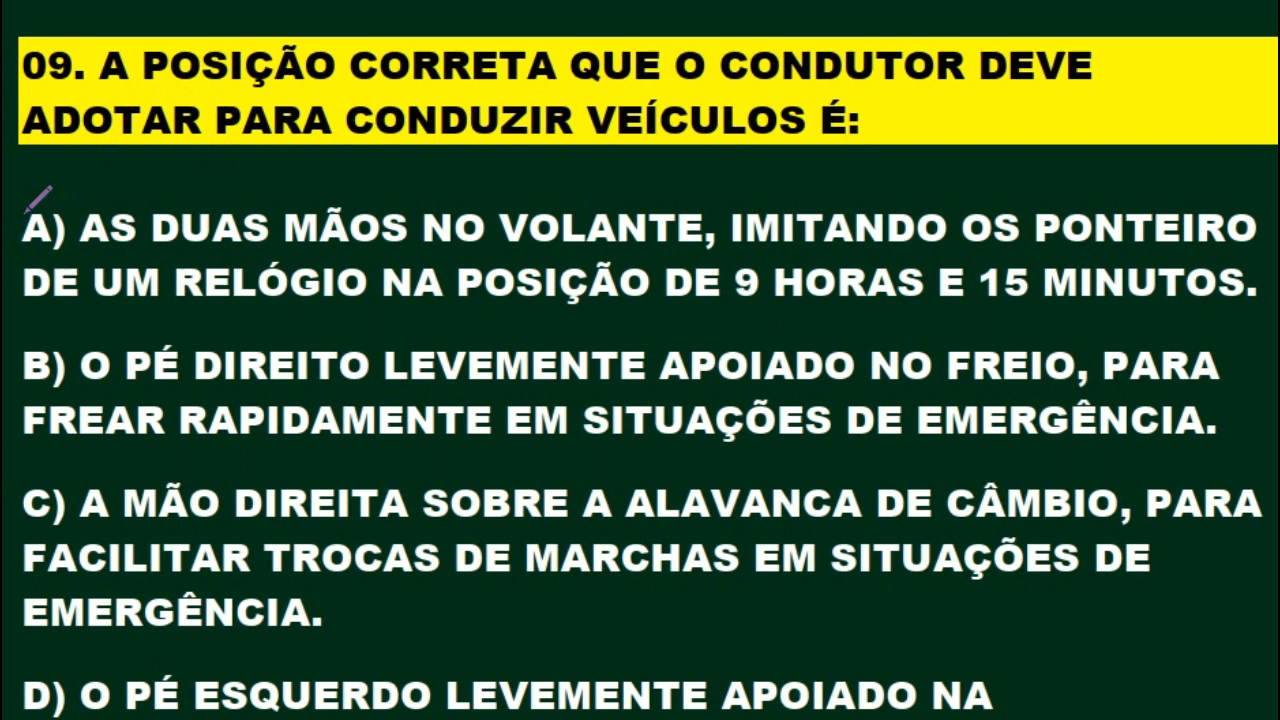 09. A POSIÇÃO CORRETA QUE O CONDUTOR DEVE
ADOTAR PARA CONDUZIR VEÍCULOS É:
A) AS DUAS MÃOS NO VOLANTE, IMITANDO OS PONTEIRO
DE UM RELÓGIO NA POSIÇÃO DE 9 HORAS E 15 MINUTOS.
B) O PÉ DIREITO LEVEMENTE APOIADO NO FREIO, PARA
FREAR RAPIDAMENTE EM SITUAÇÕES DE EMERGÊNCIA.
C) A MÃO DIREITA SOBRE A ALAVANCA DE CÂMBIO, PARA
FACILITAR TROCAS DE MARCHAS EM SITUAÇÕES DE
EMERGÊNCIA.
D) O PÉ ESQUERDO LEVEMENTE APOIADO NA